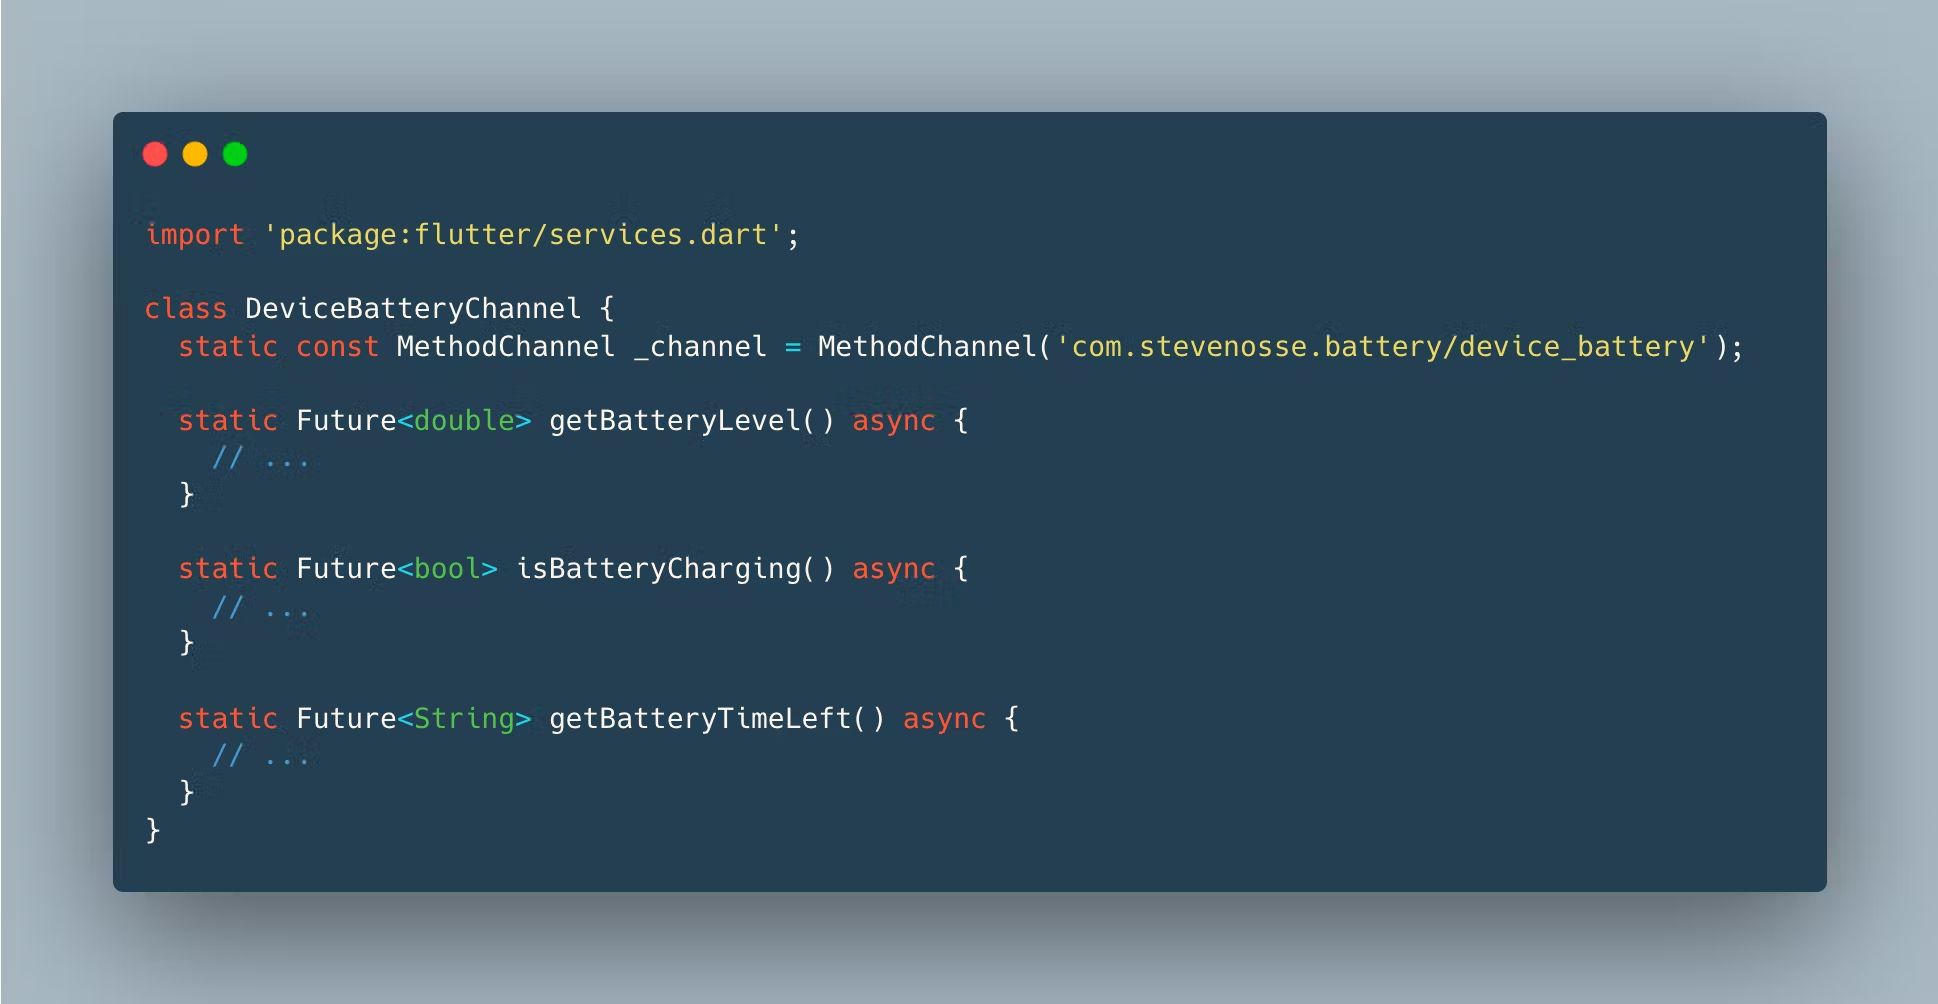 import 'package:flutter/services.dart';

class DeviceBatteryChannel {
  static const MethodChannel _channel = MethodChannel('com.stevenosse.battery/device_battery');

  static Future<double> getBatteryLevel() async {
    // ...
  }

  static Future<bool> isBatteryCharging() async {
    // ...
  }

  static Future<String> getBatteryTimeLeft() async {
    // ...
  }
}